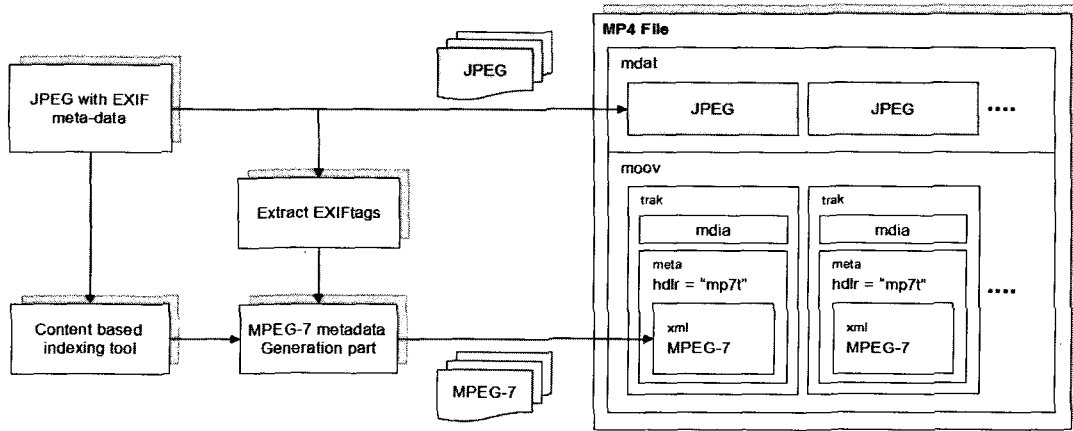 MP4 File
mdat
JPEG
JPEG with EXIF
meta-data
JPEG
JPEG
....
moov
trak
trak
Extract EXIFtags
mdia
mdia
meta
hdlr = "mp7t"
meta
hdlr = "mp7t"
....
Content based
indexing tool
MPEG-7 metadata
Generation part
xml
MPEG-7
xml
MPEG-7
MPEG-7